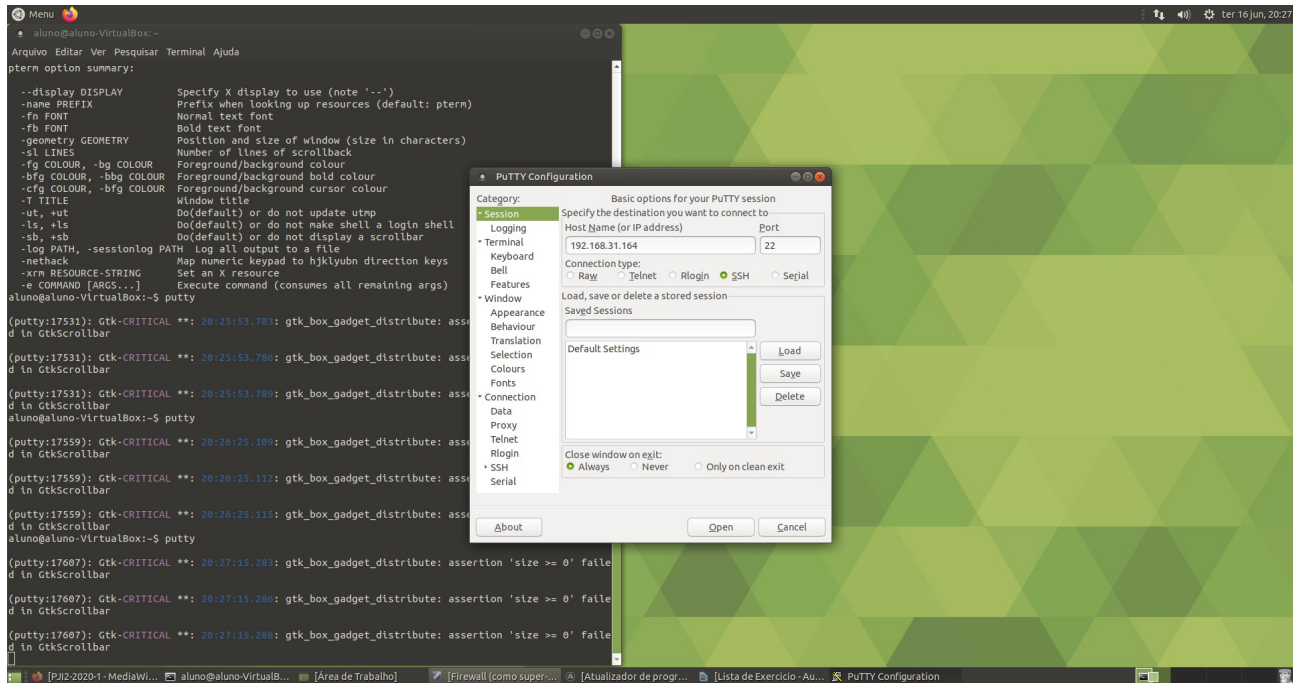 Menu
ter 16 jun, 20:27
aluno@aluno-VirtualBox: ~
Arquivo Editar Ver Pesquisar Terminal Ajuda
pterm option summary:
--display DISPLAY Specify X display to use (note '--')
-name PREFIX Prefix when looking up resources (default: pterm)
-fn FONT Normal text font
-fb FONT Bold text font
-geometry GEOMETRY Position and size of window (size in characters)
-sl LINES Number of lines of scrollback
-fg COLOUR, -bg COLOUR Foreground/background colour
-bfg COLOUR, -bbg COLOUR Foreground/background bold colour
-cfg COLOUR, -bfg COLOUR Foreground/background cursor colour
-T TITLE Window title
-ut, +ut Do(default) or do not update utmp
-ls, +ls Do(default) or do not make shell a login shell
-sb, +sb Do(default) or do not display a scrollbar
-log PATH, -sessionlog PATH Log all output to a file
-nethack Map numeric keypad to hjklyubn direction keys
-xrm RESOURCE-STRING Set an X resource
-e COMMAND [ARGS...] Execute command (consumes all remaining args)
aluno@aluno-VirtualBox:~$ putty
(putty:17531): Gtk-CRITICAL **: 20:25:53.783: gtk_box_gadget_distribute: asse
d in GtkScrollbar
(putty:17531): Gtk-CRITICAL **: 20:25:53.786: gtk_box_gadget_distribute: asse
d in GtkScrollbar
(putty:17531): Gtk-CRITICAL **: 20:25:53.789: gtk_box_gadget_distribute: asse
d in GtkScrollbar
aluno@aluno-VirtualBox:~$ putty
(putty:17559): Gtk-CRITICAL **: 20:26:25.109: gtk_box_gadget_distribute: asse
d in GtkScrollbar
(putty:17559): Gtk-CRITICAL **: 20:26:25.112: gtk_box_gadget_distribute: asse
d in GtkScrollbar
(putty:17559): Gtk-CRITICAL **: 20:26:25.115: gtk_box_gadget_distribute: asse
d in GtkScrollbar
aluno@aluno-VirtualBox:~$ putty
(putty:17607): Gtk-CRITICAL **: 20:27:15.283: gtk_box_gadget_distribute: assertion 'size >= 0' faile
d in GtkScrollbar
(putty:17607): Gtk-CRITICAL **: 20:27:15.286: gtk_box_gadget_distribute: assertion 'size >= 0' faile
d in GtkScrollbar
(putty:17607): Gtk-CRITICAL **: 20:27:15.288: gtk_box_gadget_distribute: assertion 'size >= 0' faile
d in GtkScrollbar
PuTTY Configuration
Category:
Session
Logging
Terminal
Keyboard
Bell
Features
Window
Appearance
Behaviour
Translation
Selection
Colours
Fonts
Connection
Data
Proxy
Telnet
Rlogin
SSH
Serial
Basic options for your PuTTY session
Specify the destination you want to connect to
Host Name (or IP address) Port
192.168.31.164 22
Connection type:
Raw Telnet Rlogin SSH Serial
Load, save or delete a stored session
Saved Sessions
Default Settings
Load
Save
Delete
Close window on exit:
Always Never Only on clean exit
About Open Cancel
[PJI2-2020-1 - MediaWi... aluno@aluno-VirtualB... [Área de Trabalho] [Firewall (como super-... [Atualizador de progr... [Lista de Exercicio - Au... PuTTY Configuration